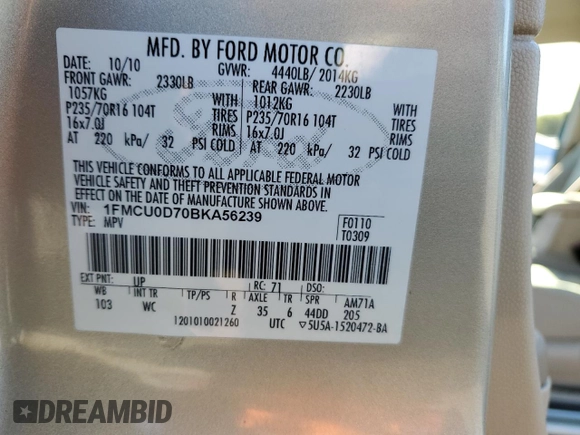 MFD. BY FORD MOTOR CO.
10/10 GVWR: 4440LB/ 2014KG
FRONT GAWR: 2330LB REAR GAWR: 2230LB
1057KG WITH 1012KG WITH
P235/70R16 104T TIRES P235/70R16 104T TIRES
16x7.0J RIMS 16x7.0J RIMS
AT 220 kPa/ 32 PSI COLD AT 220 kPa/ 32 PSI COLD
THIS VEHICLE CONFORMS TO ALL APPLICABLE FEDERAL MOTOR
VEHICLE SAFETY AND THEFT PREVENTION STANDARDS IN
EFFECT ON THE DATE OF MANUFACTURE SHOWN ABOVE.
VIN: 1FMCU0D70BKA56239 F0110
TYPE: MPV T0309
EXT PNT: UP RC: 71 DSO:
WB INT TR TP/PS R AXLE TR SPR AM71A
103 WC Z 35 6 44DD 205
1201010021260 UTC ▽5U5A-1520472-BA
Ford
DREAMBID